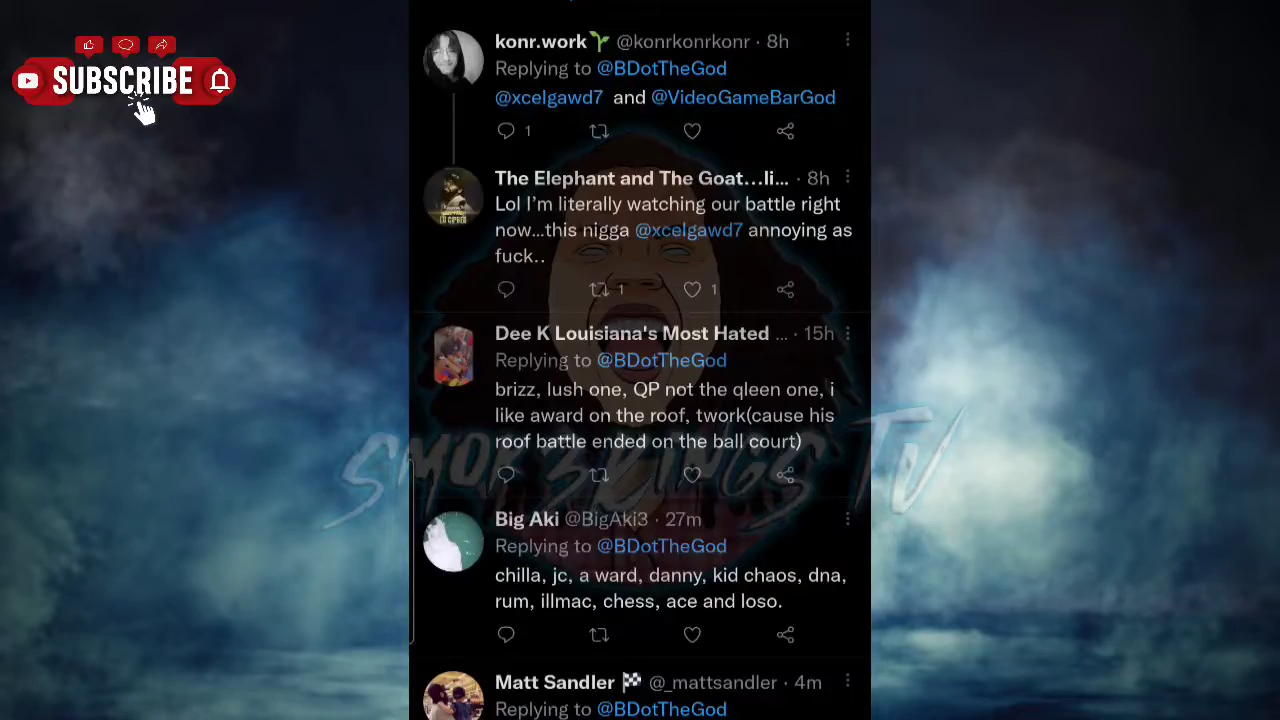 SUBSCRIBE
konr.work @konrkonrkonr · 8h
Replying to @BDotTheGod
@xcelgawd7 and @VideoGameBarGod
1
The Elephant and The Goat...li... · 8h
Lol I'm literally watching our battle right
now...this nigga @xcelgawd7 annoying as
fuck..
1 1
Dee K Louisiana's Most Hated ... · 15h
Replying to @BDotTheGod
brizz, lush one, QP not the qleen one, i
like award on the roof, twork(cause his
roof battle ended on the ball court)
SMOKSKINGS TV
Big Aki @BigAki3 · 27m
Replying to @BDotTheGod
chilla, jc, a ward, danny, kid chaos, dna,
rum, illmac, chess, ace and loso.
Matt Sandler @_mattsandler · 4m
Replying to @BDotTheGod